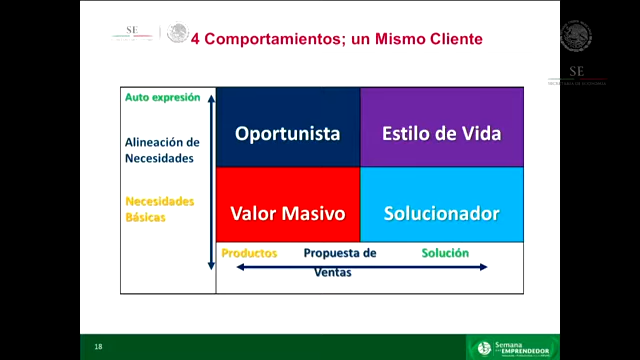 SE
4 Comportamientos; un Mismo Cliente
SE
Auto expresión
Alineación de
Necesidades
Necesidades
Básicas
Oportunista
Estilo de Vida
Valor Masivo
Solucionador
Productos
Propuesta de
Ventas
Solución
18
Semana
EMPRENDEDOR